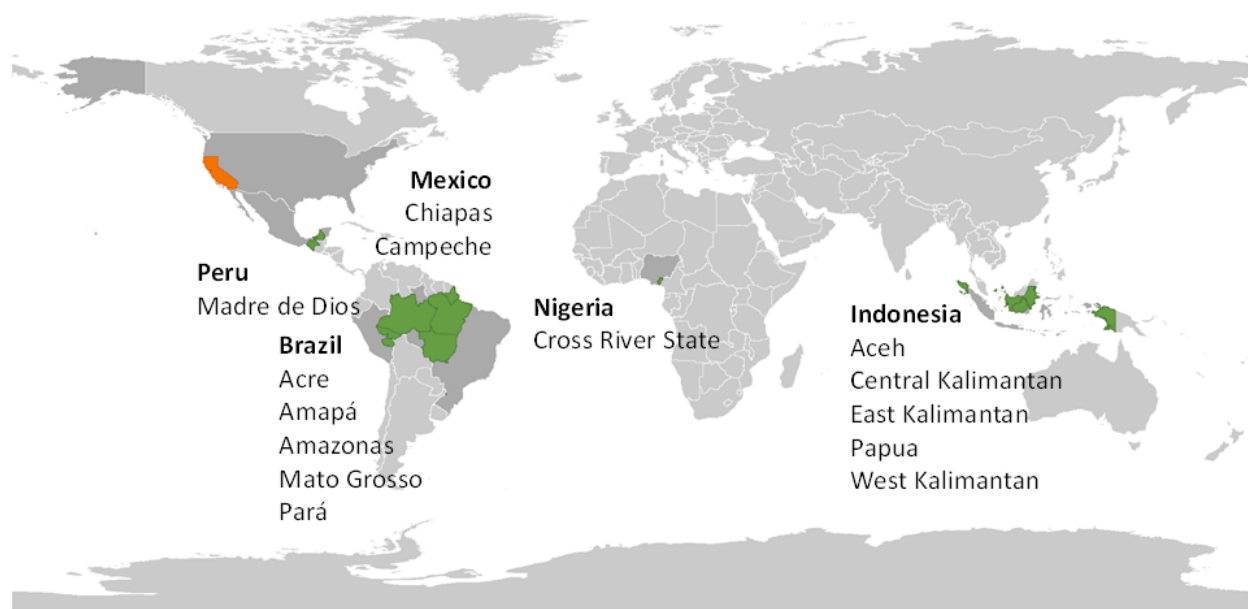 Mexico
Chiapas
Campeche
Peru
Madre de Dios
Brazil
Acre
Amapá
Amazonas
Mato Grosso
Pará
Nigeria
Cross River State
Indonesia
Aceh
Central Kalimantan
East Kalimantan
Papua
West Kalimantan